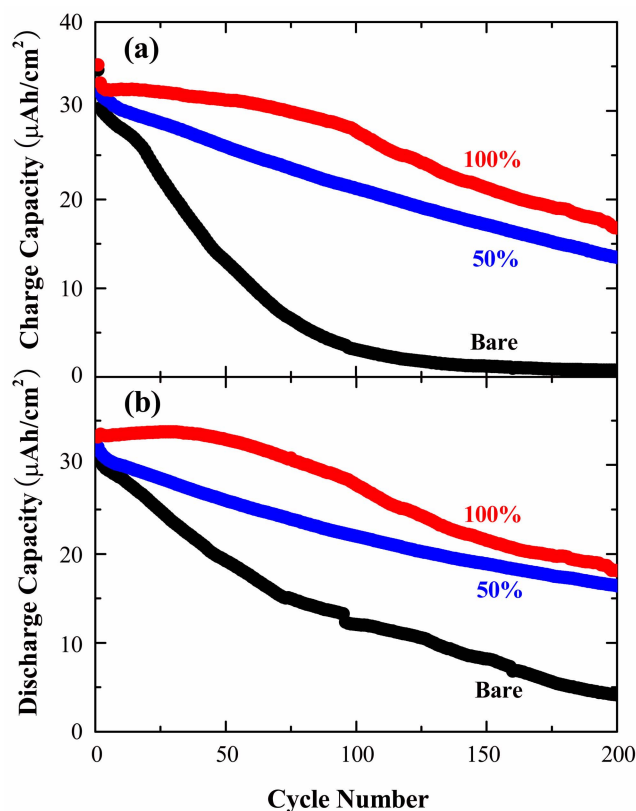 (a)
Charge Capacity (μAh/cm²)
40
30
20
10
0
100%
50%
Bare
(b)
Discharge Capacity (μAh/cm²)
30
20
10
0
100%
50%
Bare
0 50 100 150 200
Cycle Number